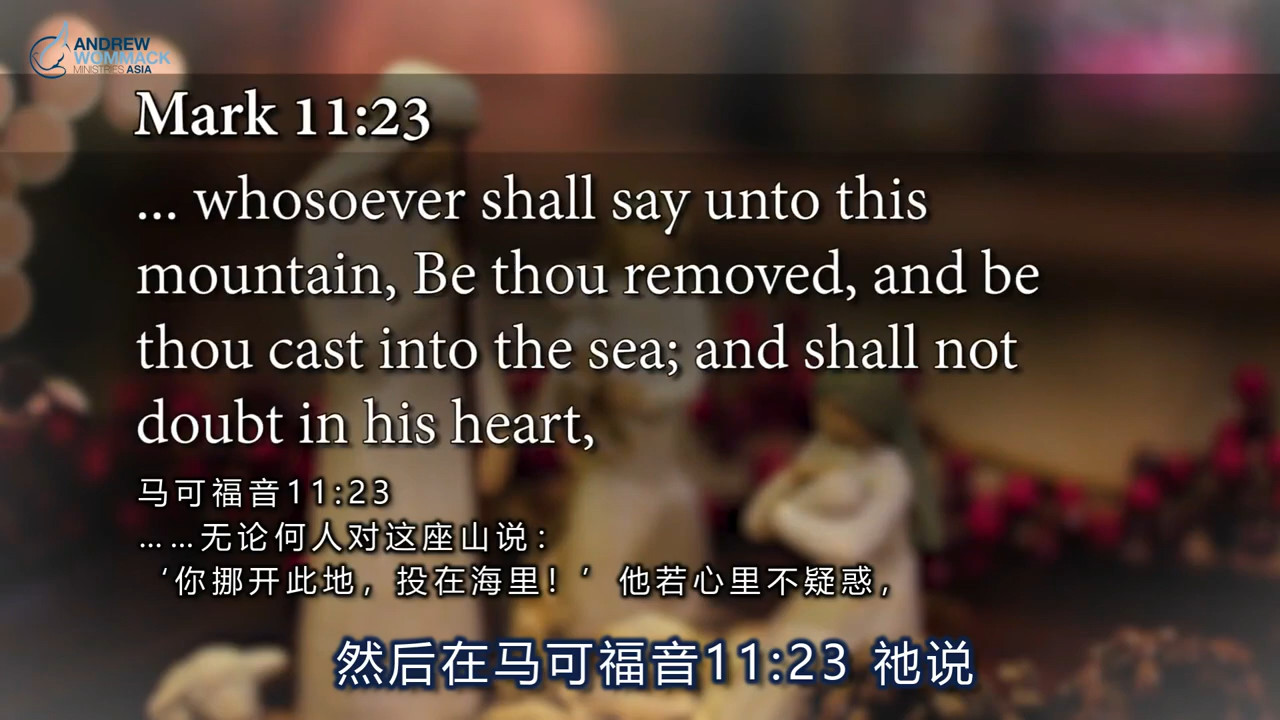 ANDREW
WOMMACK
MINISTRIES ASIA
Mark 11:23
... whosoever shall say unto this
mountain, Be thou removed, and be
thou cast into the sea; and shall not
doubt in his heart,
马可福音11:23
……无论何人对这座山说：
‘你挪开此地，投在海里！’他若心里不疑惑，
然后在马可福音11:23 祂说